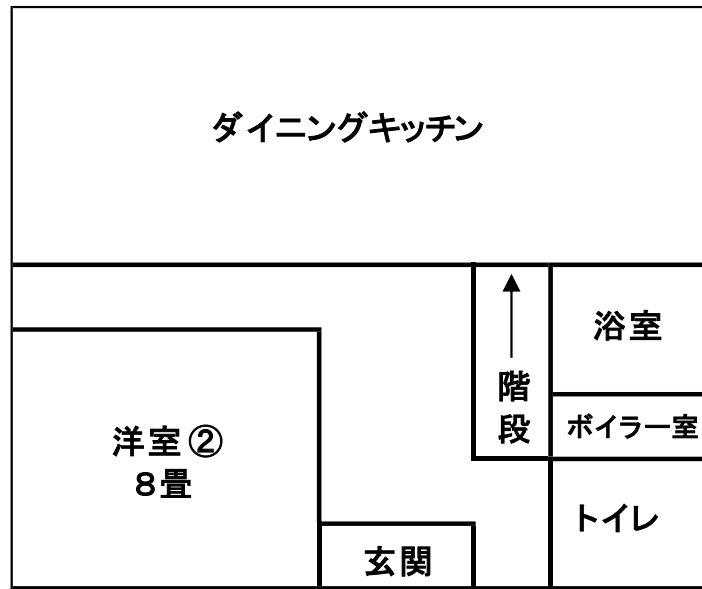 ダイニングキッチン
浴室
階
段
ボイラー室
洋室②
８畳
トイレ
玄関